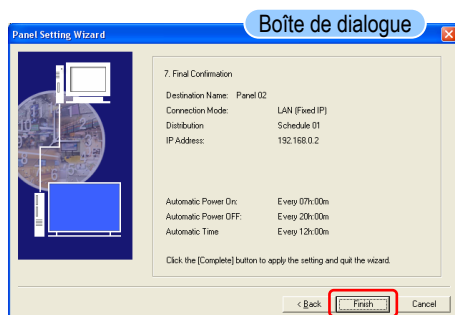 Boîte de dialogue
Panel Setting Wizard
7. Final Confirmation
Destination Name: Panel 02
Connection Mode: LAN (Fixed IP)
Distribution Schedule 01
IP Address: 192.168.0.2
Automatic Power On: Every 07h:00m
Automatic Power OFF: Every 20h:00m
Automatic Time Every 12h:00m
Click the [Complete] button to apply the setting and quit the wizard.
< Back Finish Cancel